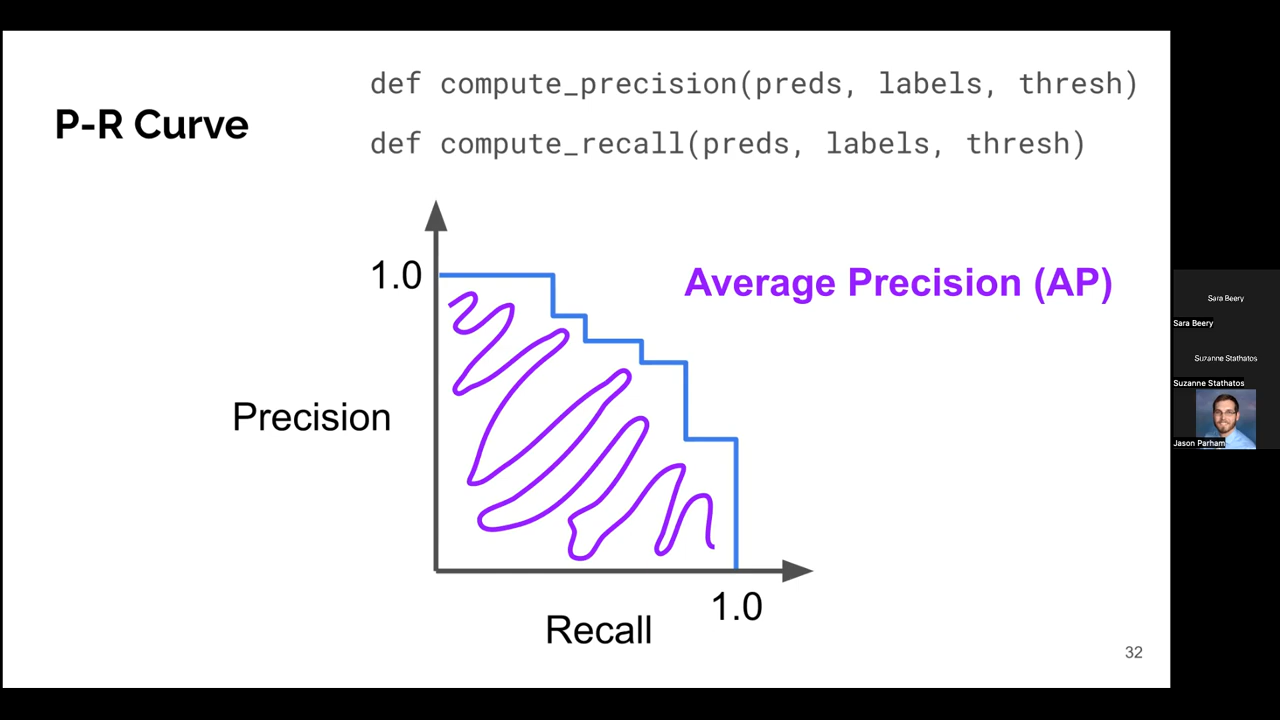 def compute_precision(preds, labels, thresh)
P-R Curve
def compute_recall(preds, labels, thresh)
1.0
Average Precision (AP)
Precision
1.0
Recall
32
Sara Beery
Sara Beery
Suzanne Stathatos
Suzanne Stathatos
Jason Parham